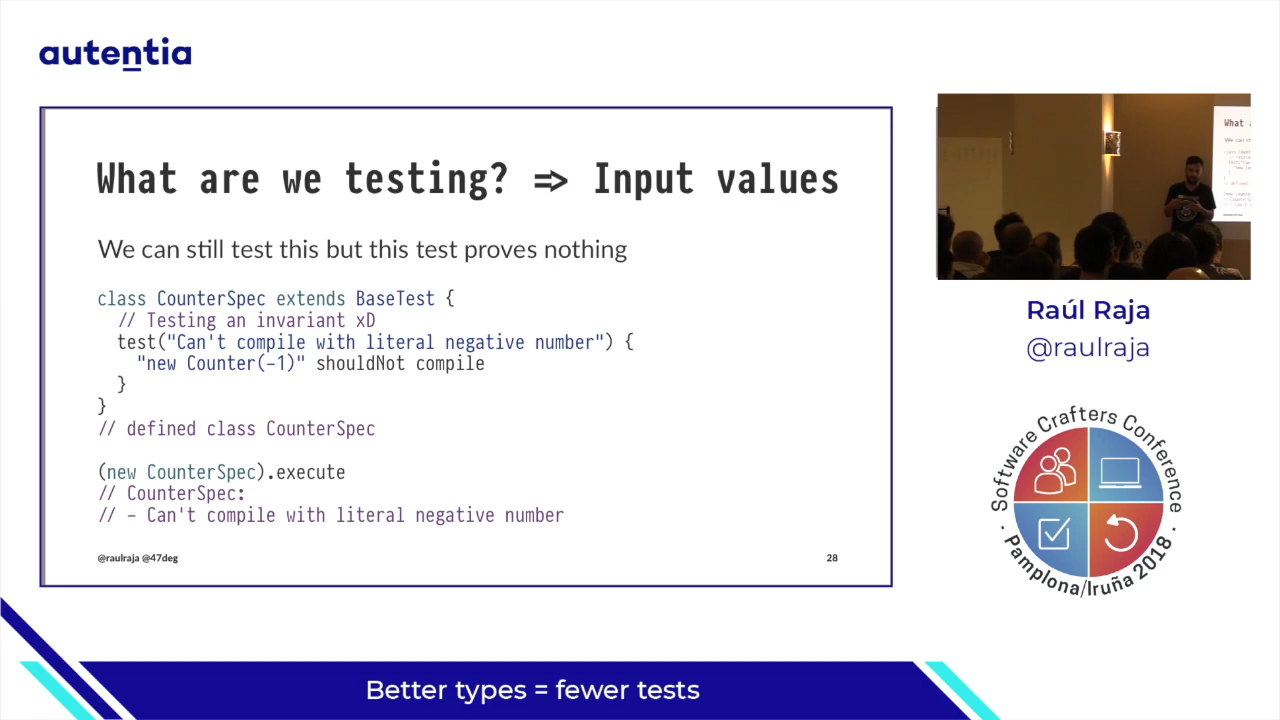 autentia
What are we testing? => Input values
We can still test this but this test proves nothing
class CounterSpec extends BaseTest {
// Testing an invariant xD
test("Can't compile with literal negative number") {
"new Counter(-1)" shouldNot compile
}
}
// defined class CounterSpec
(new CounterSpec).execute
// CounterSpec:
// - Can't compile with literal negative number
@raulraja @47deg
28
What a
Raúl Raja
@raulraja
Software Crafters Conference
· Pamplona/Iruña 2018 ·
Better types = fewer tests